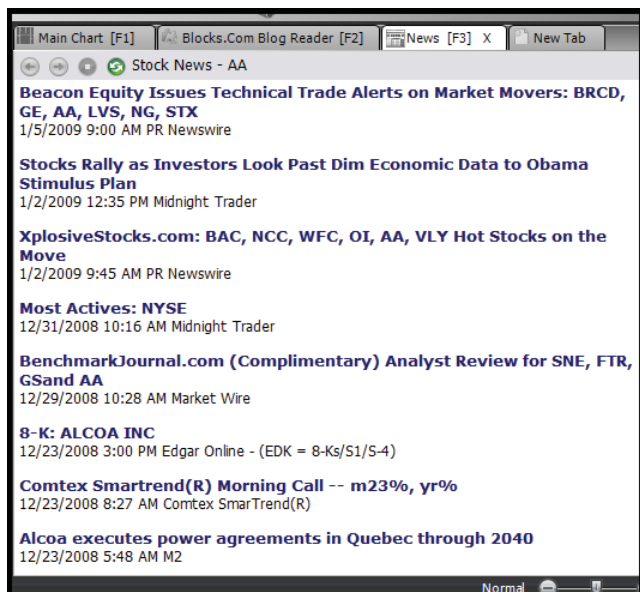 Main Chart [F1] Blocks.Com Blog Reader [F2] News [F3] X New Tab
Stock News - AA
Beacon Equity Issues Technical Trade Alerts on Market Movers: BRCD,
GE, AA, LVS, NG, STX
1/5/2009 9:00 AM PR Newswire
Stocks Rally as Investors Look Past Dim Economic Data to Obama
Stimulus Plan
1/2/2009 12:35 PM Midnight Trader
XplosiveStocks.com: BAC, NCC, WFC, OI, AA, VLY Hot Stocks on the
Move
1/2/2009 9:45 AM PR Newswire
Most Actives: NYSE
12/31/2008 10:16 AM Midnight Trader
BenchmarkJournal.com (Complimentary) Analyst Review for SNE, FTR,
GSand AA
12/29/2008 10:28 AM Market Wire
8-K: ALCOA INC
12/23/2008 3:00 PM Edgar Online - (EDK = 8-Ks/S1/S-4)
Comtex Smartrend(R) Morning Call -- m23%, yr%
12/23/2008 8:27 AM Comtex SmarTrend(R)
Alcoa executes power agreements in Quebec through 2040
12/23/2008 5:48 AM M2
Normal